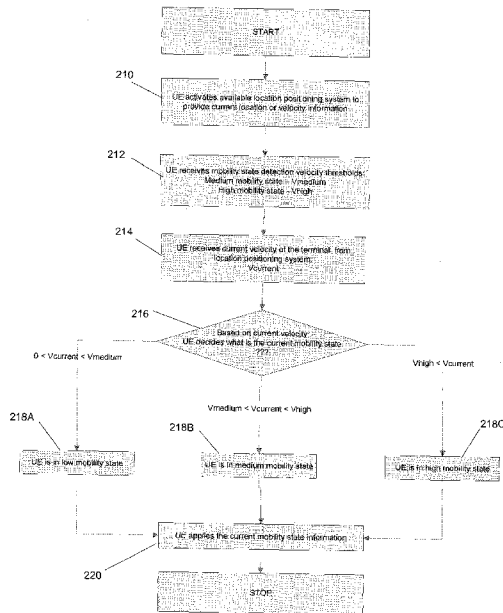 START
210
UE activates available location positioning system to
provide current location or velocity information
212
UE receives mobility state detection velocity thresholds:
Medium mobility state – Vmedium
High mobility state - Vhigh
214
UE receives current velocity of the terminal from
location positioning system:
Vcurrent
216
Based on current velocity
UE decides what is the current mobility state
???
0 < Vcurrent < Vmedium
Vmedium < Vcurrent < Vhigh
Vhigh < Vcurrent
218A
UE is in low mobility state
218B
UE is in medium mobility state
218C
UE is in high mobility state
UE applies the current mobility state information
220
STOP